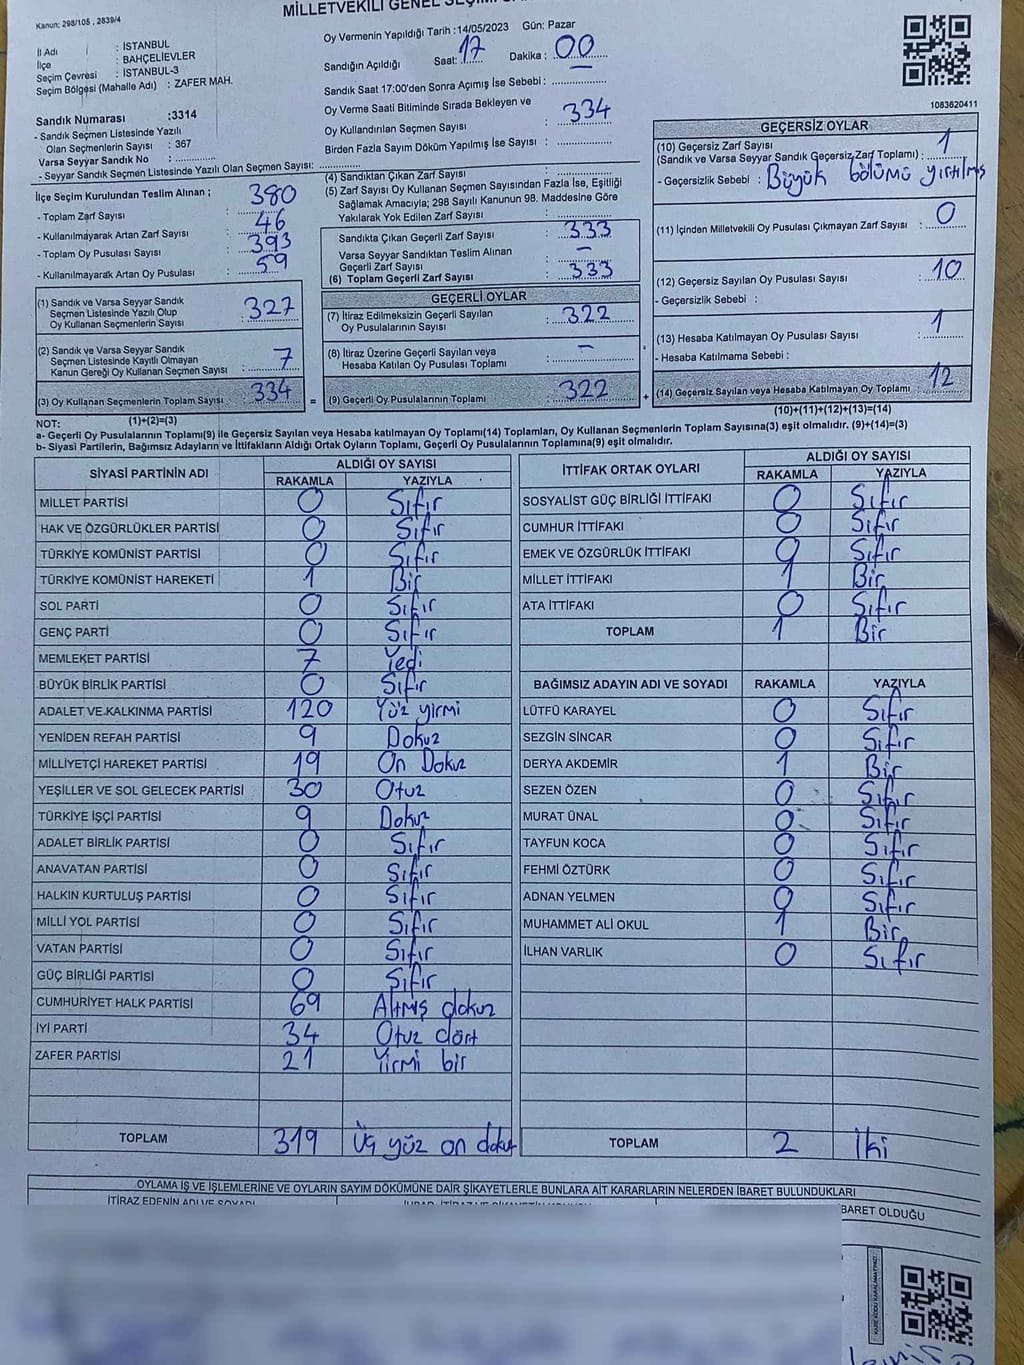 MİLLETVEKİLİ GENEL SEÇİMİ
Kanun: 298/105 , 2839/4
İl Adı : İSTANBUL
İlçe : BAHÇELİEVLER
Seçim Çevresi : İSTANBUL-3
Seçim Bölgesi (Mahalle Adı) : ZAFER MAH.
Sandık Numarası :3314
- Sandık Seçmen Listesinde Yazılı
Olan Seçmenlerin Sayısı : 367
Varsa Seyyar Sandık No :
- Seyyar Sandık Seçmen Listesinde Yazılı Olan Seçmen Sayısı:
Oy Vermenin Yapıldığı Tarih :14/05/2023 Gün: Pazar
Sandığın Açıldığı Saat: 17 Dakika : 00
Sandık Saat 17:00'den Sonra Açımış İse Sebebi :
Oy Verme Saati Bitiminde Sırada Bekleyen ve
Oy Kullandırılan Seçmen Sayısı : 334
Birden Fazla Sayım Döküm Yapılmış İse Sayısı :
1083620411
İlçe Seçim Kurulundan Teslim Alınan ;
- Toplam Zarf Sayısı : 380
- Kullanılmayarak Artan Zarf Sayısı : 46
- Toplam Oy Pusulası Sayısı : 393
- Kullanılmayarak Artan Oy Pusulası : 59
(1) Sandık ve Varsa Seyyar Sandık
Seçmen Listesinde Yazılı Olup
Oy Kullanan Seçmenlerin Sayısı : 327
(2) Sandık ve Varsa Seyyar Sandık
Seçmen Listesinde Kayıtlı Olmayan
Kanun Gereği Oy Kullanan Seçmen Sayısı : 7
(3) Oy Kullanan Seçmenlerin Toplam Sayısı : 334
(1)+(2)=(3)
(4) Sandıktan Çıkan Zarf Sayısı :
(5) Zarf Sayısı Oy Kullanan Seçmen Sayısından Fazla İse, Eşitliği
Sağlamak Amacıyla; 298 Sayılı Kanunun 98. Maddesine Göre
Yakılarak Yok Edilen Zarf Sayısı :
Sandıkta Çıkan Geçerli Zarf Sayısı : 333
Varsa Seyyar Sandıktan Teslim Alınan
Geçerli Zarf Sayısı : –
(6) Toplam Geçerli Zarf Sayısı : 333
GEÇERLİ OYLAR
(7) İtiraz Edilmeksizin Geçerli Sayılan
Oy Pusulalarının Sayısı : 322
(8) İtiraz Üzerine Geçerli Sayılan veya
Hesaba Katılan Oy Pusulası Toplamı : –
= (9) Geçerli Oy Pusulalarının Toplamı : 322 +
GEÇERSİZ OYLAR
(10) Geçersiz Zarf Sayısı
(Sandık ve Varsa Seyyar Sandık Geçersiz Zarf Toplamı) : 1
- Geçersizlik Sebebi : Büyük bölümü yırtılmış
(11) İçinden Milletvekili Oy Pusulası Çıkmayan Zarf Sayısı : 0
(12) Geçersiz Sayılan Oy Pusulası Sayısı : 10
- Geçersizlik Sebebi :
(13) Hesaba Katılmayan Oy Pusulası Sayısı : 1
- Hesaba Katılmama Sebebi :
(14) Geçersiz Sayılan veya Hesaba Katılmayan Oy Toplamı : 12
(10)+(11)+(12)+(13)=(14)
NOT:
a- Geçerli Oy Pusulalarının Toplamı(9) ile Geçersiz Sayılan veya Hesaba Katılmayan Oy Toplamı(14) Toplamları, Oy Kullanan Seçmenlerin Toplam Sayısına(3) eşit olmalıdır. (9)+(14)=(3)
b- Siyasi Partilerin, Bağımsız Adayların ve İttifakların Aldığı Ortak Oyların Toplamı, Geçerli Oy Pusulalarının Toplamına(9) eşit olmalıdır.
SİYASİ PARTİNİN ADI ALDIĞI OY SAYISI
RAKAMLA YAZIYLA
MİLLET PARTİSİ 0 Sıfır
HAK VE ÖZGÜRLÜKLER PARTİSİ 0 Sıfır
TÜRKİYE KOMÜNİST PARTİSİ 0 Sıfır
TÜRKİYE KOMÜNİST HAREKETİ 1 Bir
SOL PARTİ 0 Sıfır
GENÇ PARTİ 0 Sıfır
MEMLEKET PARTİSİ 7 Yedi
BÜYÜK BİRLİK PARTİSİ 0 Sıfır
ADALET VE KALKINMA PARTİSİ 120 Yüz yirmi
YENİDEN REFAH PARTİSİ 9 Dokuz
MİLLİYETÇİ HAREKET PARTİSİ 19 On Dokuz
YEŞİLLER VE SOL GELECEK PARTİSİ 30 Otuz
TÜRKİYE İŞÇİ PARTİSİ 9 Dokuz
ADALET BİRLİK PARTİSİ 0 Sıfır
ANAVATAN PARTİSİ 0 Sıfır
HALKIN KURTULUŞ PARTİSİ 0 Sıfır
MİLLİ YOL PARTİSİ 0 Sıfır
VATAN PARTİSİ 0 Sıfır
GÜÇ BİRLİĞİ PARTİSİ 0 Sıfır
CUMHURİYET HALK PARTİSİ 69 Altmış dokuz
İYİ PARTİ 34 Otuz dört
ZAFER PARTİSİ 21 Yirmi bir
TOPLAM 319 Üç yüz on dokuz
İTTİFAK ORTAK OYLARI ALDIĞI OY SAYISI
RAKAMLA YAZIYLA
SOSYALİST GÜÇ BİRLİĞİ İTTİFAKI 0 Sıfır
CUMHUR İTTİFAKI 0 Sıfır
EMEK VE ÖZGÜRLÜK İTTİFAKI 0 Sıfır
MİLLET İTTİFAKI 1 Bir
ATA İTTİFAKI 0 Sıfır
TOPLAM 1 Bir
BAĞIMSIZ ADAYIN ADI VE SOYADI RAKAMLA YAZIYLA
LÜTFÜ KARAYEL 0 Sıfır
SEZGİN SİNCAR 0 Sıfır
DERYA AKDEMİR 1 Bir
SEZEN ÖZEN 0 Sıfır
MURAT ÜNAL 0 Sıfır
TAYFUN KOCA 0 Sıfır
FEHMİ ÖZTÜRK 0 Sıfır
ADNAN YELMEN 0 Sıfır
MUHAMMET ALİ OKUL 1 Bir
İLHAN VARLIK 0 Sıfır
TOPLAM 2 İki
OYLAMA İŞ VE İŞLEMLERİNE VE OYLARIN SAYIM DÖKÜMÜNE DAİR ŞİKAYETLERLE BUNLARA AİT KARARLARIN NELERDEN İBARET BULUNDUKLARI
İTİRAZ EDENİN ADI VE SOYADI
BARET OLDUĞU
KARE KODU KARALAMAYINIZ!